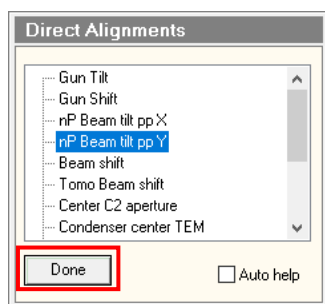 Direct Alignments
Gun Tilt
Gun Shift
nP Beam tilt pp X
nP Beam tilt pp Y
Beam shift
Tomo Beam shift
Center C2 aperture
Condenser center TEM
Done
Auto help